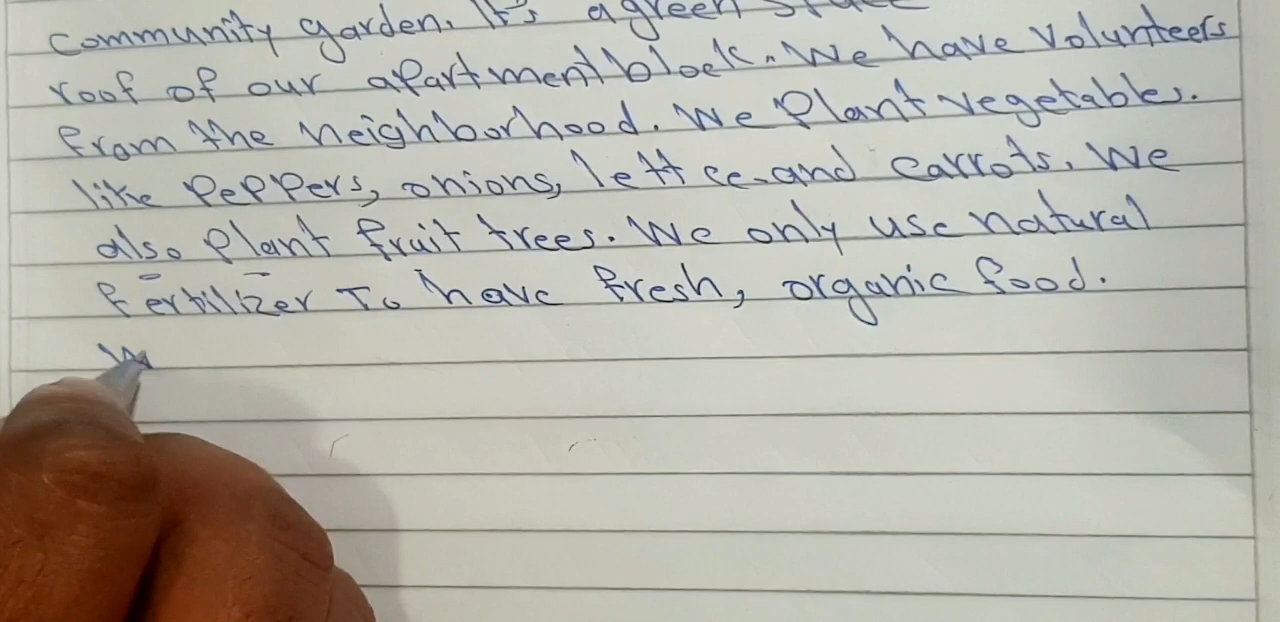 community garden. It's a green space
roof of our apartment block. We have volunteers
from the neighborhood. We plant vegetables.
like peppers, onions, lettce and carrots. We
also plant fruit trees. We only use natural
fertilizer To have fresh, organic food.
W